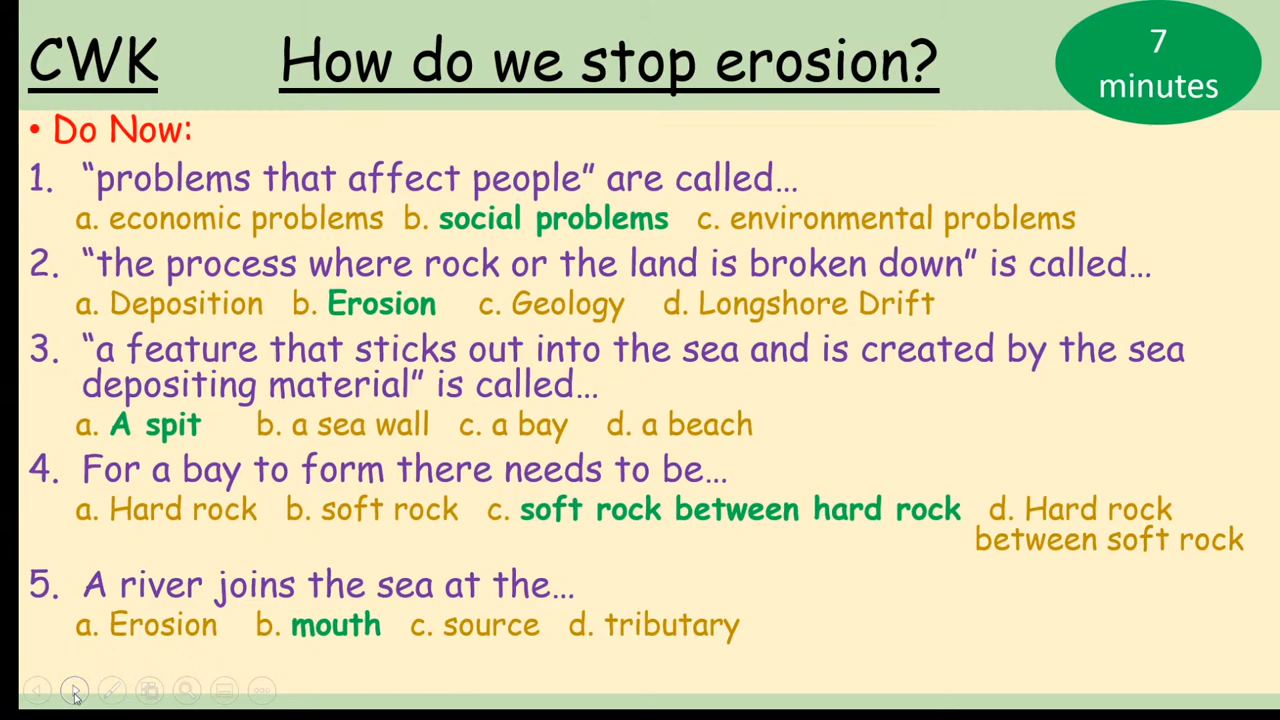 CWK How do we stop erosion?
7
minutes
• Do Now:
1. “problems that affect people” are called…
a. economic problems b. social problems c. environmental problems
2. “the process where rock or the land is broken down” is called…
a. Deposition b. Erosion c. Geology d. Longshore Drift
3. “a feature that sticks out into the sea and is created by the sea
depositing material” is called…
a. A spit b. a sea wall c. a bay d. a beach
4. For a bay to form there needs to be…
a. Hard rock b. soft rock c. soft rock between hard rock d. Hard rock
between soft rock
5. A river joins the sea at the…
a. Erosion b. mouth c. source d. tributary